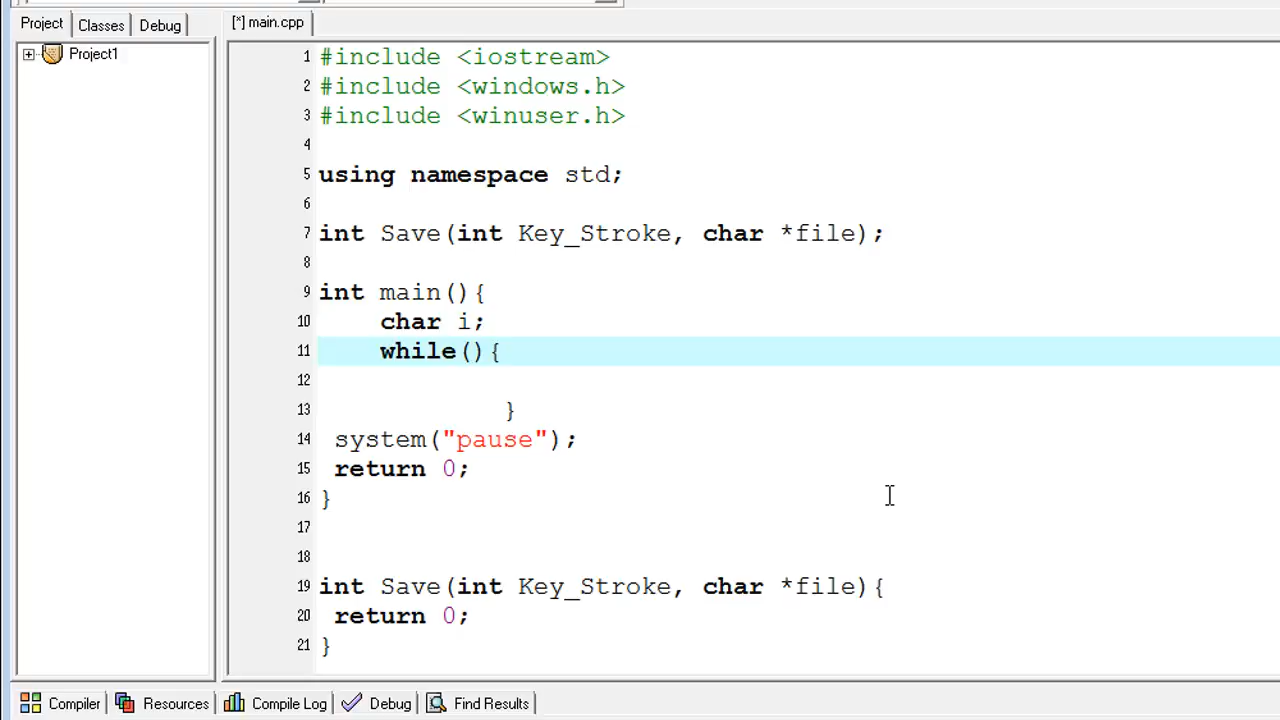 Project Classes Debug [*] main.cpp
Project1
1 #include <iostream>
2 #include <windows.h>
3 #include <winuser.h>
4
5 using namespace std;
6
7 int Save(int Key_Stroke, char *file);
8
9 int main(){
10 char i;
11 while(){
12
13 }
14 system("pause");
15 return 0;
16 }
17
18
19 int Save(int Key_Stroke, char *file){
20 return 0;
21 }
Compiler Resources Compile Log Debug Find Results